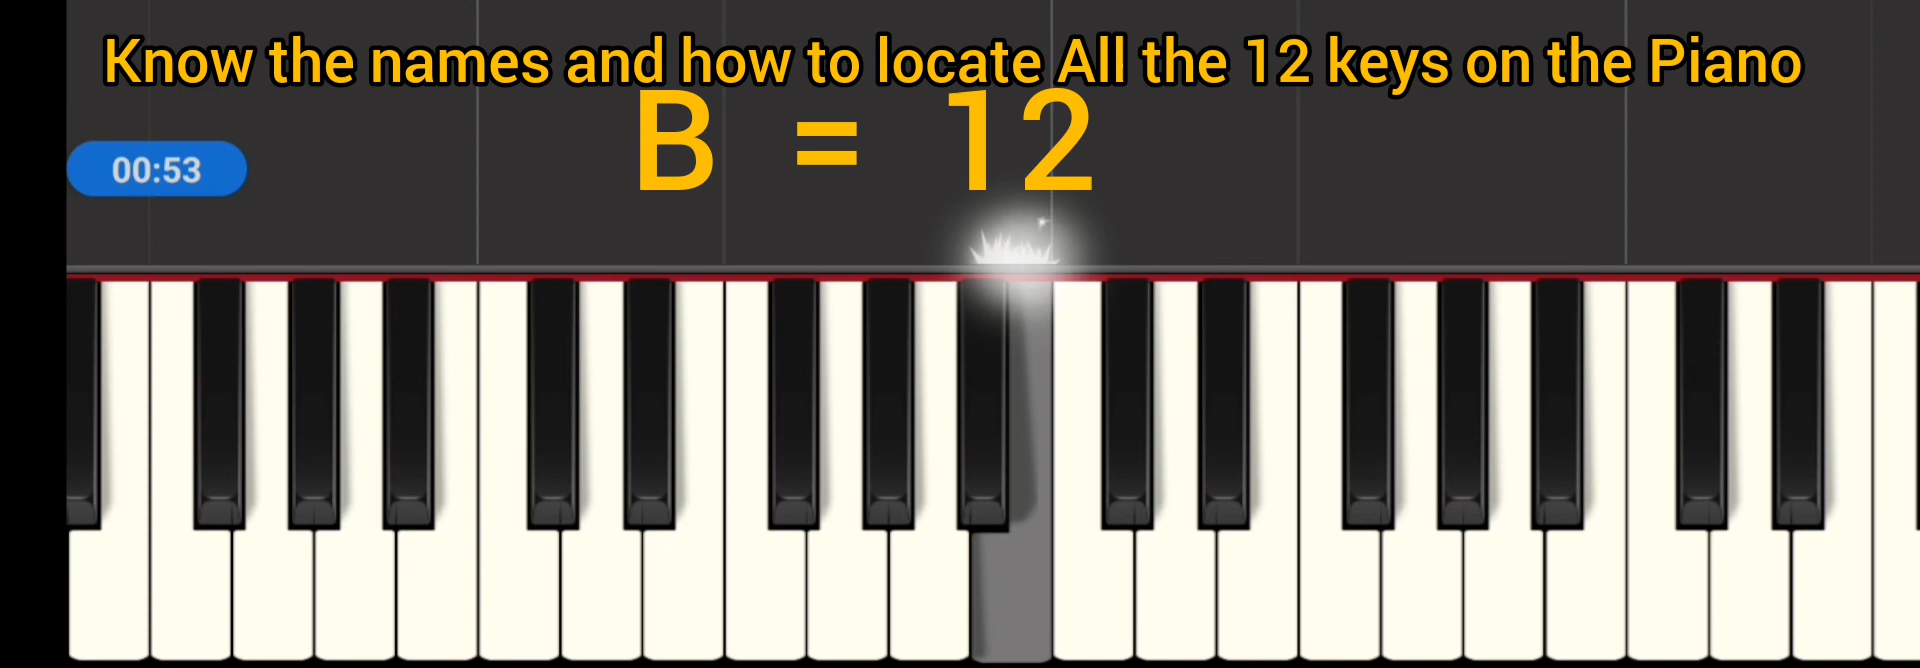 Know the names and how to locate All the 12 keys on the Piano
B = 12
00:53